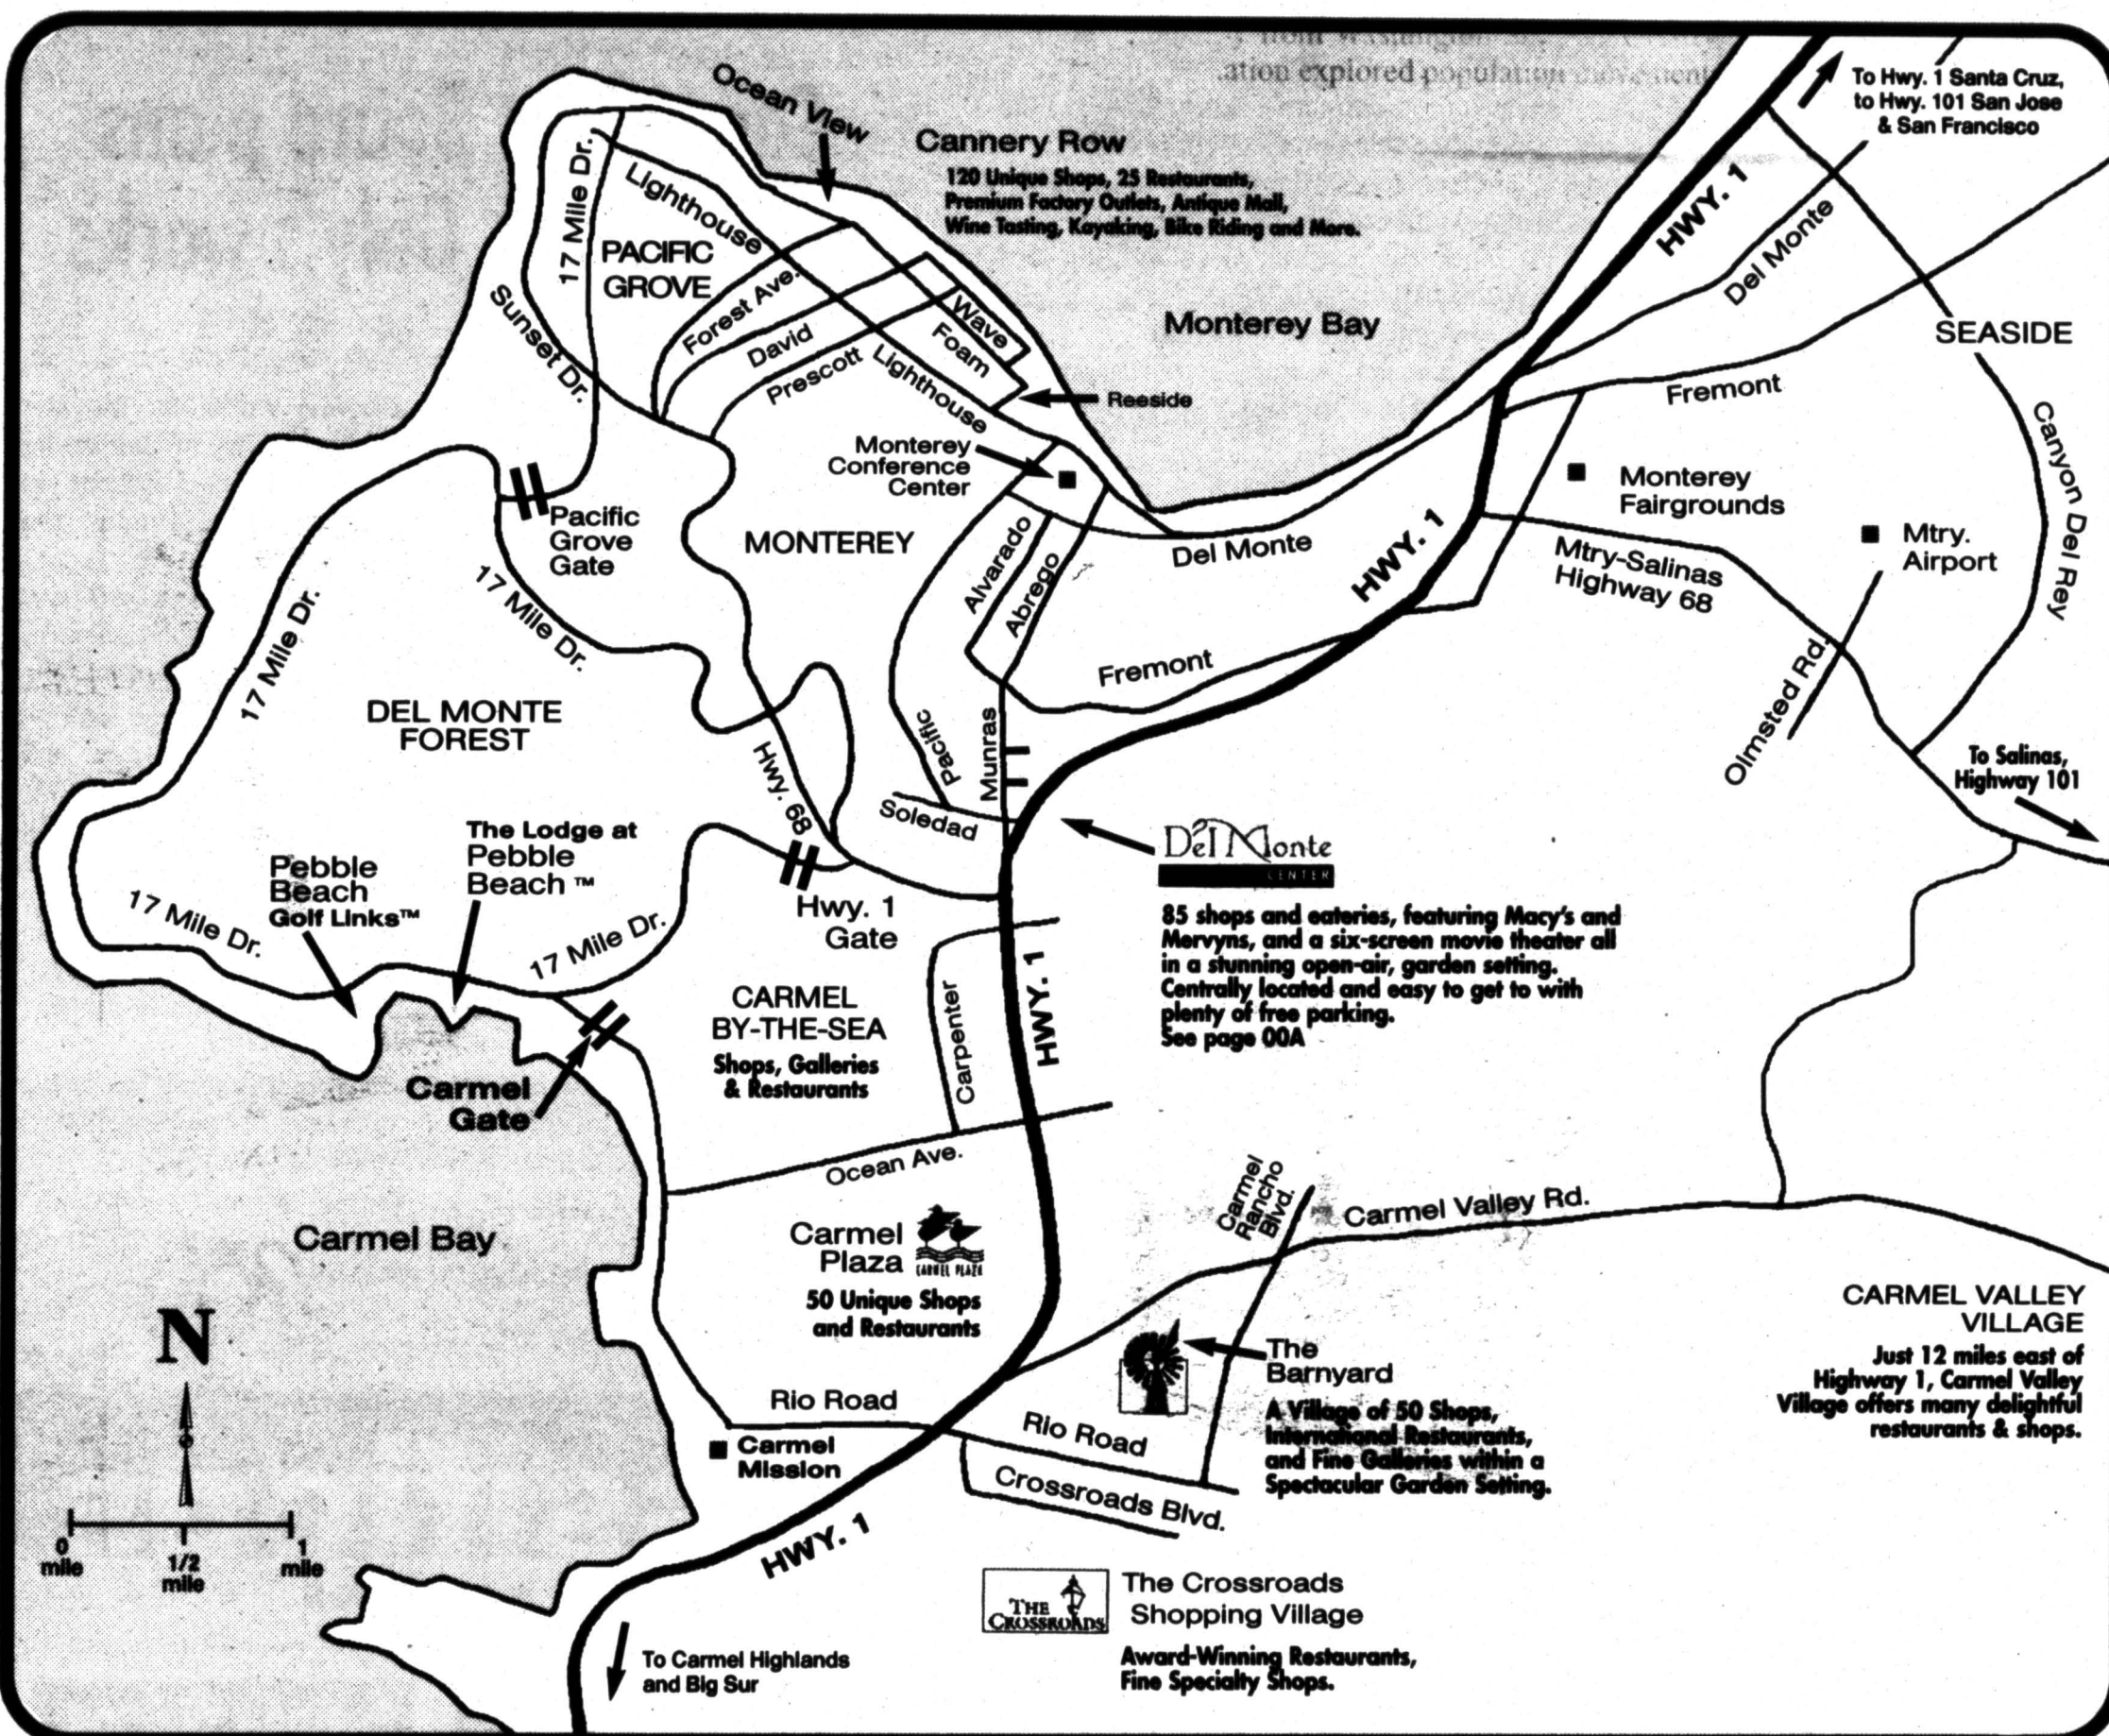 from Washington
ation explored population movement
To Hwy. 1 Santa Cruz,
to Hwy. 101 San Jose
& San Francisco
Ocean View
Cannery Row
120 Unique Shops, 25 Restaurants,
Premium Factory Outlets, Antique Mall,
Wine Tasting, Kayaking, Bike Riding and More.
17 Mile Dr.
Lighthouse
PACIFIC
GROVE
HWY. 1
Del Monte
Forest Ave.
Sunset Dr.
David
Prescott
Wave
Foam
Lighthouse
Monterey Bay
SEASIDE
Reeside
Fremont
Canyon Del Rey
Monterey
Conference
Center
Monterey
Fairgrounds
Pacific
Grove
Gate
MONTEREY
Alvarado
Abrego
Del Monte
HWY. 1
Mtry-Salinas
Highway 68
Mtry.
Airport
17 Mile Dr.
17 Mile Dr.
Fremont
Olmsted Rd.
DEL MONTE
FOREST
Hwy. 68
Pacific
Munras
Soledad
To Salinas,
Highway 101
Del Monte
CENTER
85 shops and eateries, featuring Macy's and
Mervyns, and a six-screen movie theater all
in a stunning open-air, garden setting.
Centrally located and easy to get to with
plenty of free parking.
See page 00A
The Lodge at
Pebble
Beach ™
Pebble
Beach
Golf Links™
17 Mile Dr.
17 Mile Dr.
Hwy. 1
Gate
CARMEL
BY-THE-SEA
Shops, Galleries
& Restaurants
Carpenter
HWY. 1
Carmel
Gate
Ocean Ave.
Carmel Bay
Carmel
Plaza
CARMEL PLAZA
50 Unique Shops
and Restaurants
Carmel
Rancho
Blvd.
Carmel Valley Rd.
CARMEL VALLEY
VILLAGE
Just 12 miles east of
Highway 1, Carmel Valley
Village offers many delightful
restaurants & shops.
The
Barnyard
A Village of 50 Shops,
International Restaurants,
and Fine Galleries within a
Spectacular Garden Setting.
Rio Road
Rio Road
Carmel
Mission
Crossroads Blvd.
HWY. 1
N
0
mile
1/2
mile
1
mile
THE
CROSSROADS
The Crossroads
Shopping Village
Award-Winning Restaurants,
Fine Specialty Shops.
To Carmel Highlands
and Big Sur